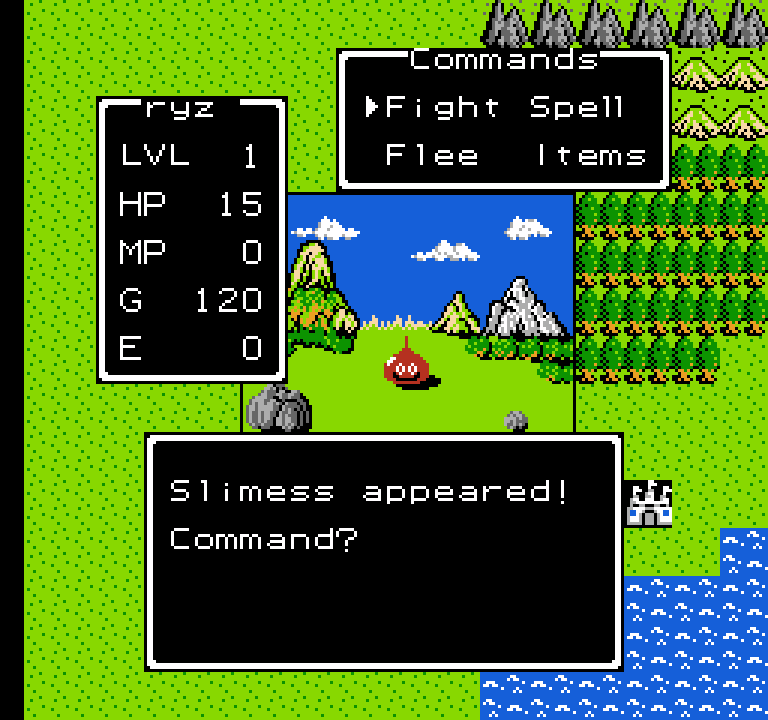 Commands
Fight Spell
Flee Items
ryz
LVL 1
HP 15
MP 0
G 120
E 0
Slimess appeared!
Command?